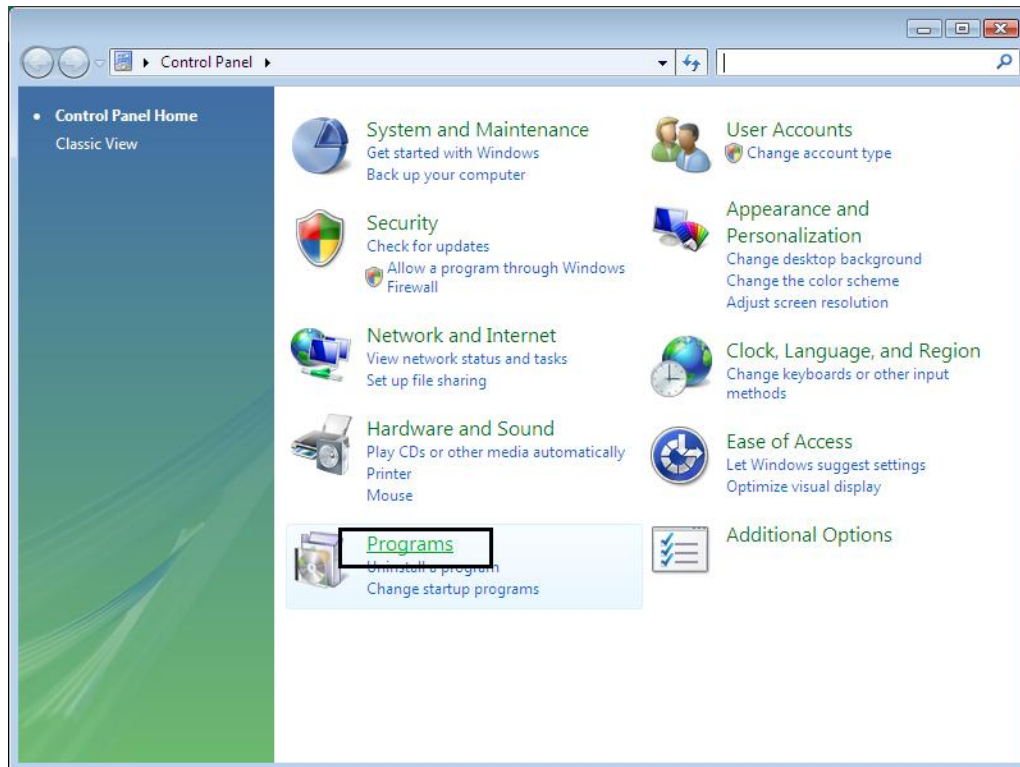 Control Panel
Control Panel Home
Classic View
System and Maintenance
Get started with Windows
Back up your computer
Security
Check for updates
Allow a program through Windows
Firewall
Network and Internet
View network status and tasks
Set up file sharing
Hardware and Sound
Play CDs or other media automatically
Printer
Mouse
Programs
Uninstall a program
Change startup programs
User Accounts
Change account type
Appearance and
Personalization
Change desktop background
Change the color scheme
Adjust screen resolution
Clock, Language, and Region
Change keyboards or other input
methods
Ease of Access
Let Windows suggest settings
Optimize visual display
Additional Options